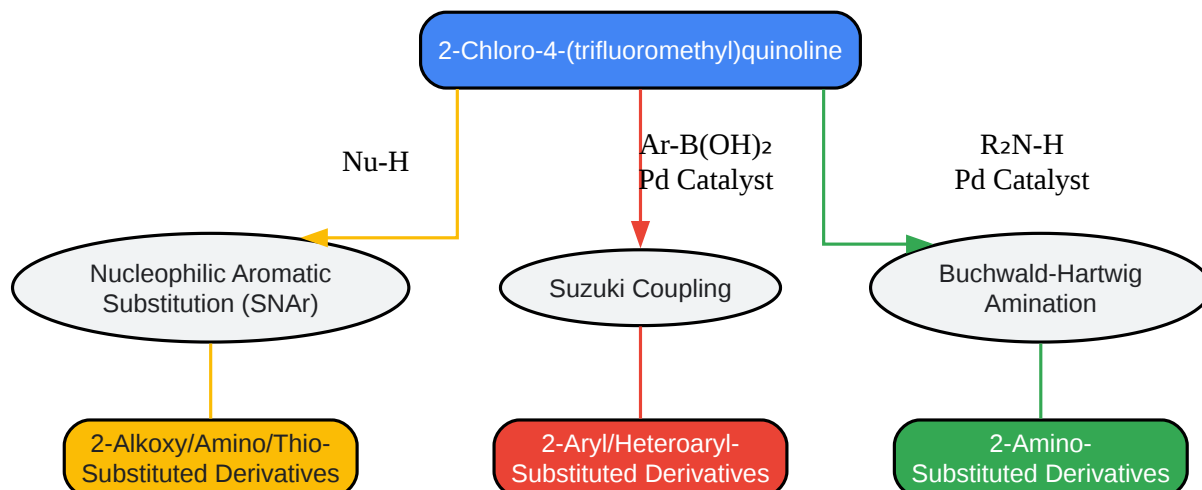 2-Chloro-4-(trifluoromethyl)quinoline
Nu-H
Ar-B(OH)₂
Pd Catalyst
R₂N-H
Pd Catalyst
Nucleophilic Aromatic
Substitution (SNAr)
Suzuki Coupling
Buchwald-Hartwig
Amination
2-Alkoxy/Amino/Thio-
Substituted Derivatives
2-Aryl/Heteroaryl-
Substituted Derivatives
2-Amino-
Substituted Derivatives